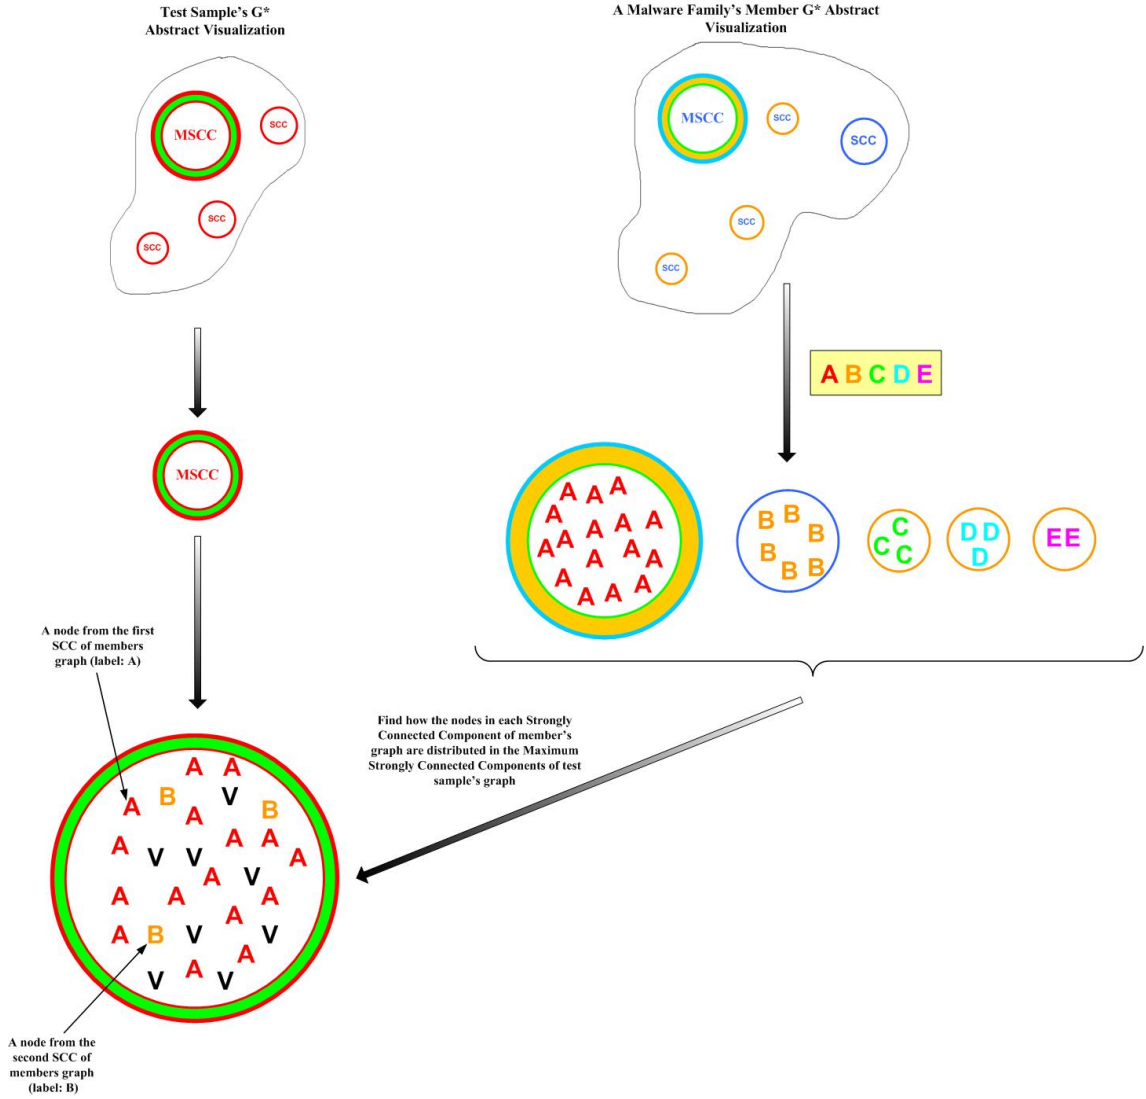 Test Sample's G*
Abstract Visualization
A Malware Family's Member G* Abstract
Visualization
MSCC
SCC
SCC
SCC
MSCC
SCC
SCC
SCC
SCC
A B C D E
MSCC
A A A
A A A A
A A A A A
A A A A
B B B
B B B
C
C C
D D
D
E E
A node from the first
SCC of members
graph (label: A)
Find how the nodes in each Strongly
Connected Component of member's
graph are distributed in the Maximum
Strongly Connected Components of test
sample's graph
A A
A B A V B
A V V A A A
A V
A A A A
A B V V
A
V A V
A node from the
second SCC of
members graph
(label: B)